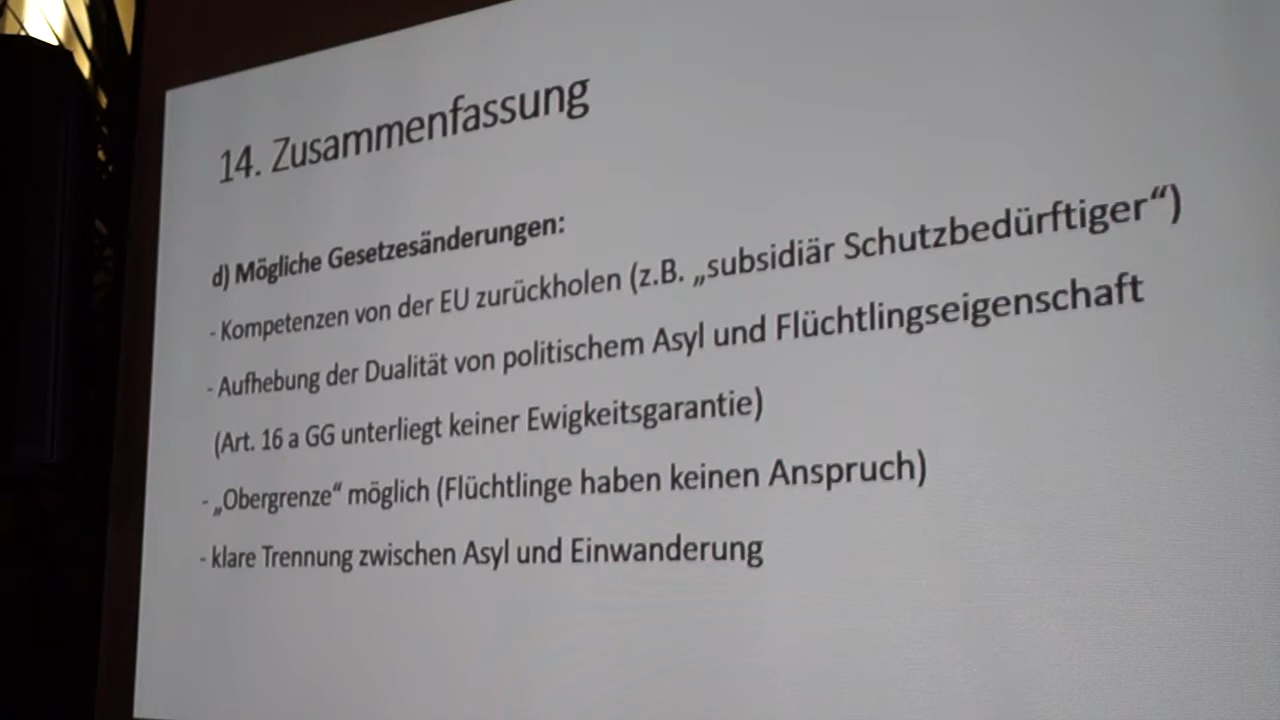 14. Zusammenfassung
d) Mögliche Gesetzesänderungen:
- Kompetenzen von der EU zurückholen (z.B. „subsidiär Schutzbedürftiger“)
- Aufhebung der Dualität von politischem Asyl und Flüchtlingseigenschaft
(Art. 16 a GG unterliegt keiner Ewigkeitsgarantie)
- „Obergrenze“ möglich (Flüchtlinge haben keinen Anspruch)
- klare Trennung zwischen Asyl und Einwanderung